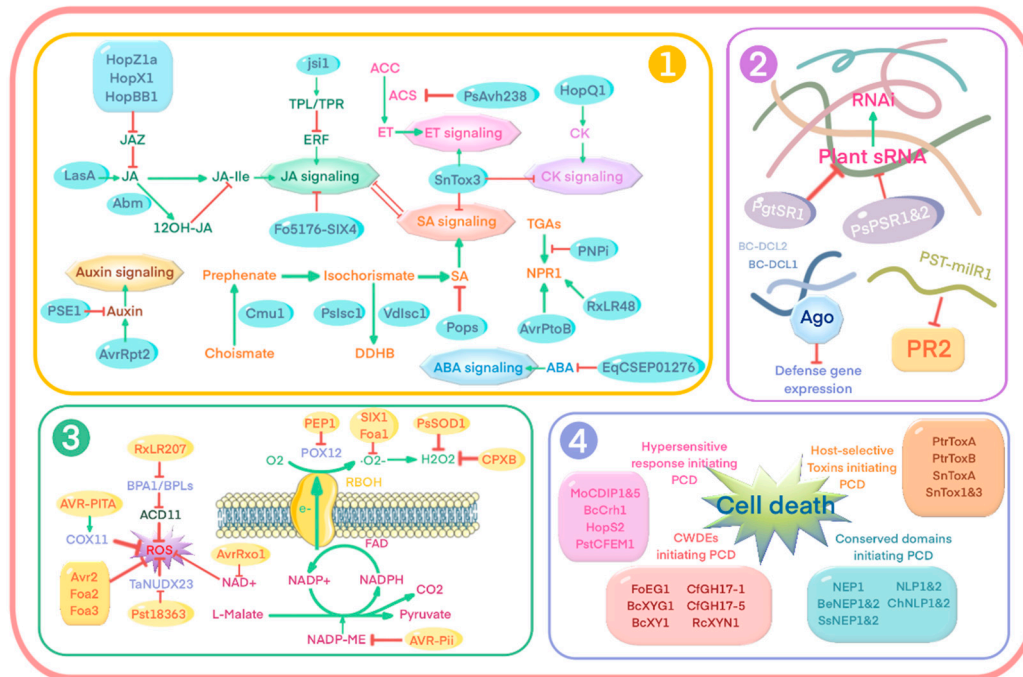 1
HopZ1a
HopX1
HopBB1
JAZ
LasA
JA
Abm
JA-Ile
12OH-JA
jsi1
TPL/TPR
ERF
JA signaling
Fo5176-SIX4
ACC
ACS
PsAvh238
ET
ET signaling
HopQ1
CK
CK signaling
SnTox3
SA signaling
Auxin signaling
PSE1
Auxin
AvrRpt2
Prephenate
Isochorismate
SA
Cmu1
PsIsc1
VdIsc1
Pops
Choismate
DDHB
TGAs
PNPi
NPR1
RxLR48
AvrPtoB
ABA signaling
ABA
EqCSEP01276
2
RNAi
Plant sRNA
PgtSR1
PsPSR1&2
BC-DCL2
BC-DCL1
Ago
Defense gene
expression
PST-milR1
PR2
3
RxLR207
BPA1/BPLs
AVR-PITA
ACD11
COX11
ROS
AvrRxo1
Avr2
Foa2
Foa3
TaNUDX23
NAD+
Pst18363
PEP1
POX12
SIX1
Foa1
PsSOD1
O2
·O2-
H2O2
CPXB
RBOH
e-
FAD
NADP+
NADPH
CO2
L-Malate
Pyruvate
NADP-ME
AVR-Pii
4
Hypersensitive
response initiating
PCD
Host-selective
Toxins initiating
PCD
PtrToxA
PtrToxB
SnToxA
SnTox1&3
MoCDIP1&5
BcCrh1
HopS2
PstCFEM1
Cell death
CWDEs
initiating PCD
Conserved domains
initiating PCD
FoEG1 CfGH17-1
BcXYG1 CfGH17-5
BcXY1 RcXYN1
NEP1 NLP1&2
BeNEP1&2 ChNLP1&2
SsNEP1&2